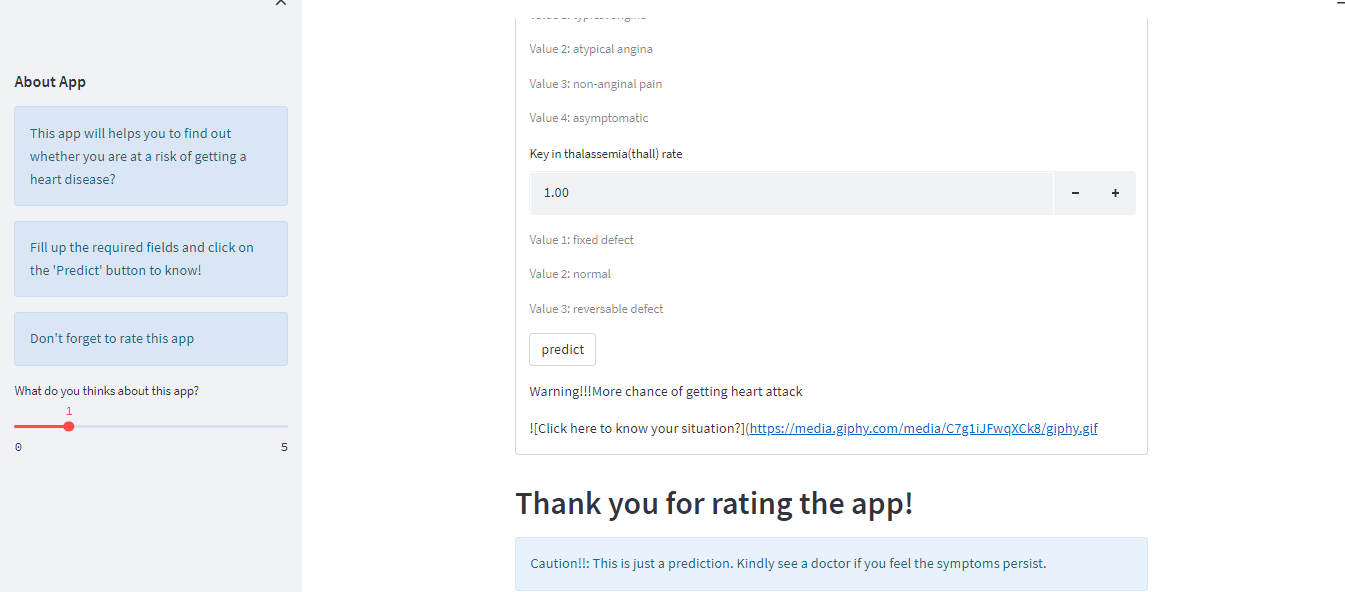 About App
This app will helps you to find out
whether you are at a risk of getting a
heart disease?
Fill up the required fields and click on
the 'Predict' button to know!
Don't forget to rate this app
What do you thinks about this app?
1
0 5
Value 2: atypical angina
Value 3: non-anginal pain
Value 4: asymptomatic
Key in thalassemia(thall) rate
1.00
Value 1: fixed defect
Value 2: normal
Value 3: reversable defect
predict
Warning!!!More chance of getting heart attack
![Click here to know your situation?](https://media.giphy.com/media/C7g1iJFwqXCk8/giphy.gif
Thank you for rating the app!
Caution!!: This is just a prediction. Kindly see a doctor if you feel the symptoms persist.